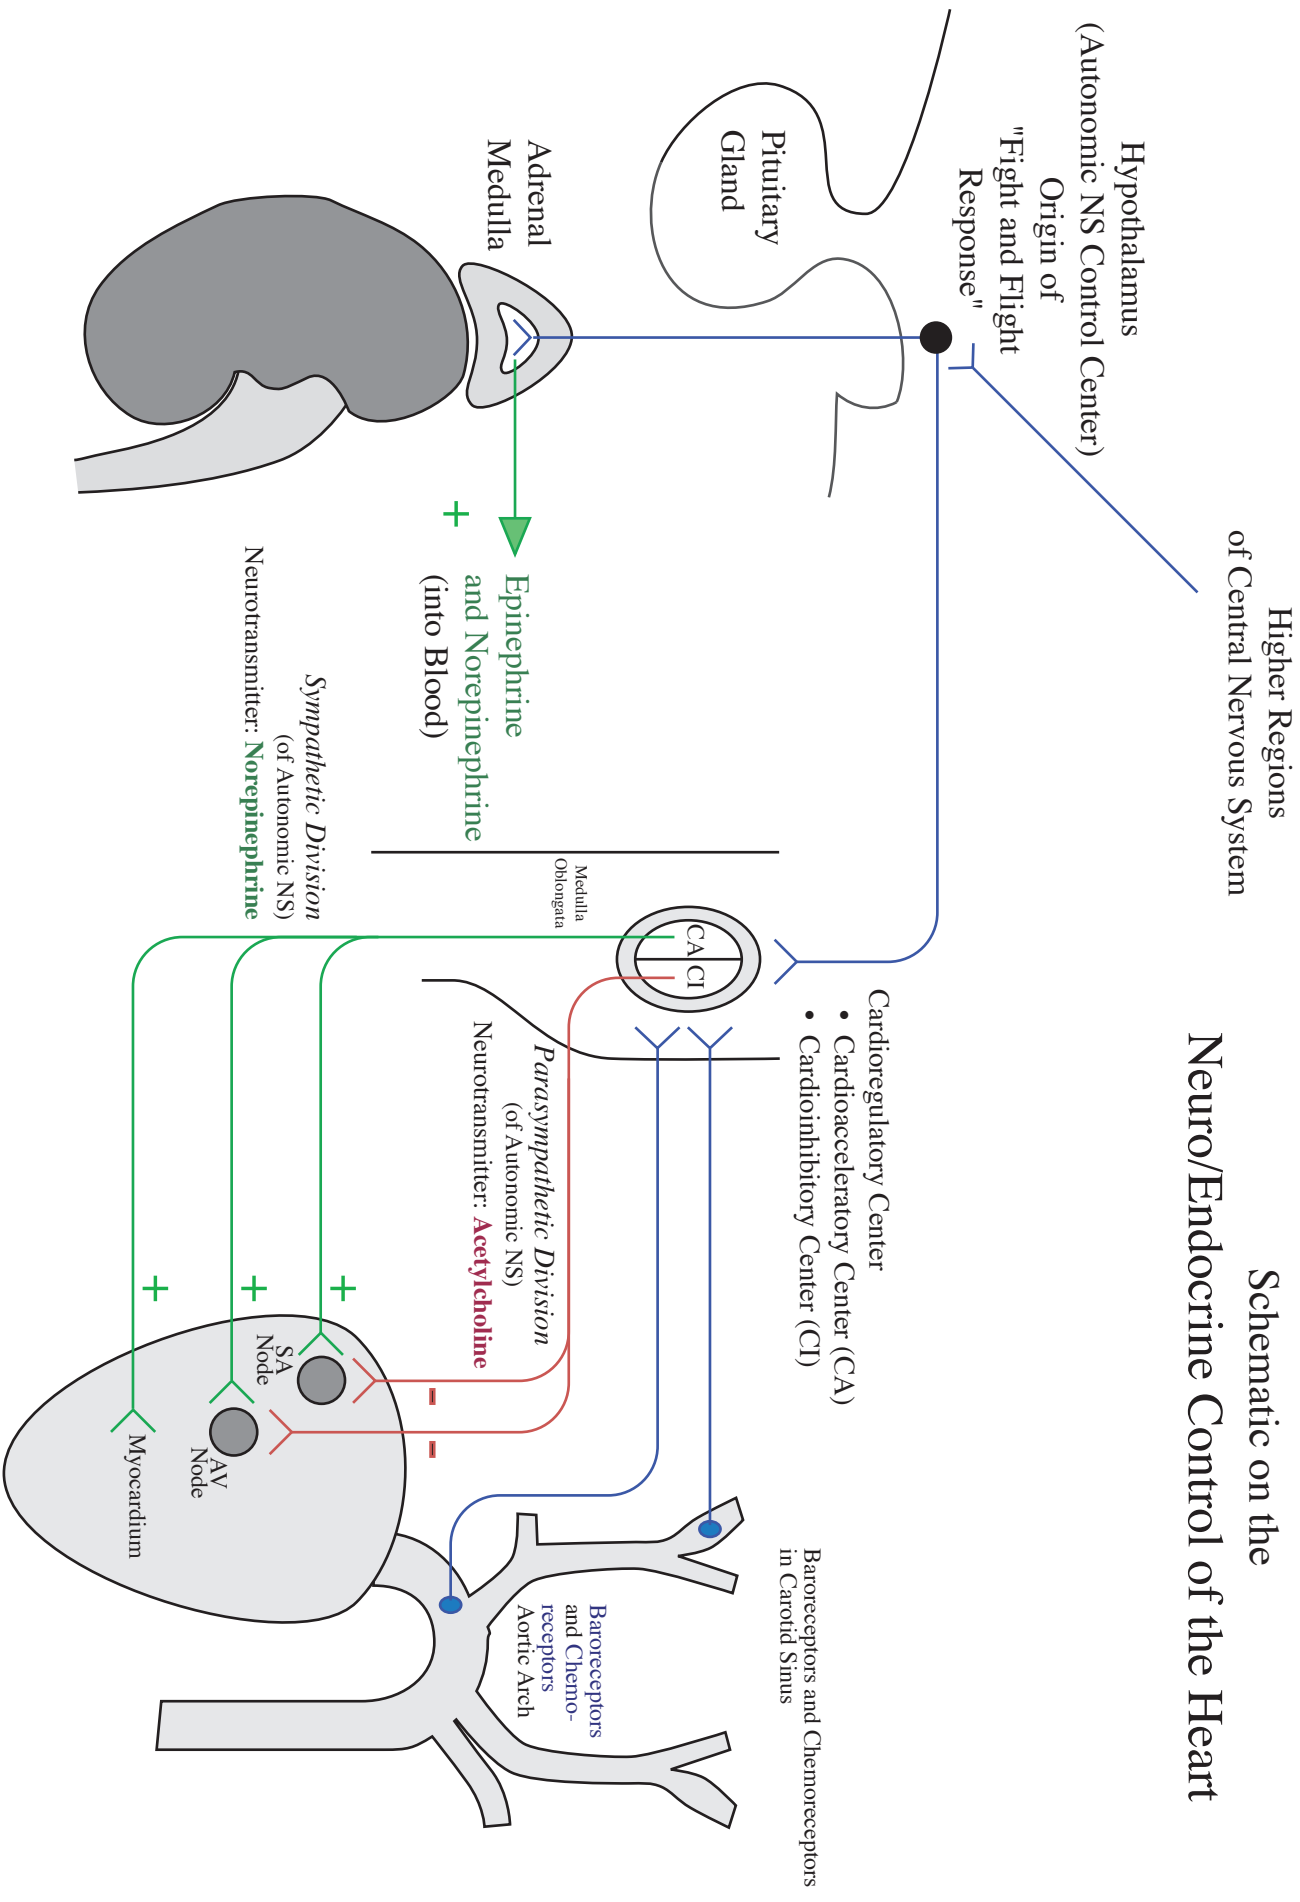 Schematic on the
Neuro/Endocrine Control of the Heart
Higher Regions
of Central Nervous System
Hypothalamus
(Autonomic NS Control Center)
Origin of
"Fight and Flight
Response"
Pituitary
Gland
Adrenal
Medulla
+
Epinephrine
and Norepinephrine
(into Blood)
Cardioregulatory Center
• Cardioacceleratory Center (CA)
• Cardioinhibitory Center (CI)
CA CI
Medulla
Oblongata
Sympathetic Division
(of Autonomic NS)
Neurotransmitter: Norepinephrine
Parasympathetic Division
(of Autonomic NS)
Neurotransmitter: Acetylcholine
Baroreceptors and Chemoreceptors
in Carotid Sinus
Baroreceptors
and Chemo-
receptors
Aortic Arch
-
-
+
+
+
SA
Node
AV
Node
Myocardium